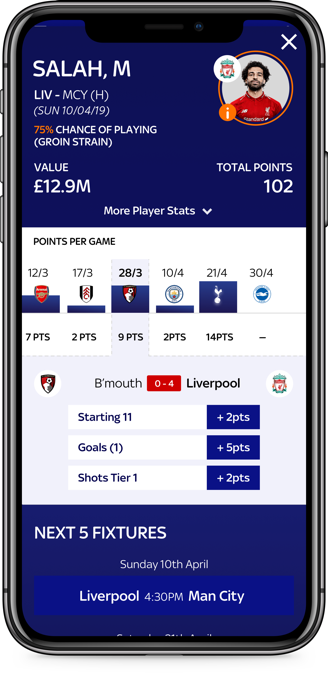 SALAH, M
LIV - MCY (H)
(SUN 10/04/19)
75% CHANCE OF PLAYING
(GROIN STRAIN)
VALUE
TOTAL POINTS
£12.9M
102
More Player Stats
POINTS PER GAME
12/3 17/3 28/3 10/4 21/4 30/4
7 PTS 2 PTS 9 PTS 2PTS 14PTS –
B'mouth 0 - 4 Liverpool
Starting 11 + 2pts
Goals (1) + 5pts
Shots Tier 1 + 2pts
NEXT 5 FIXTURES
Sunday 10th April
Liverpool 4:30PM Man City